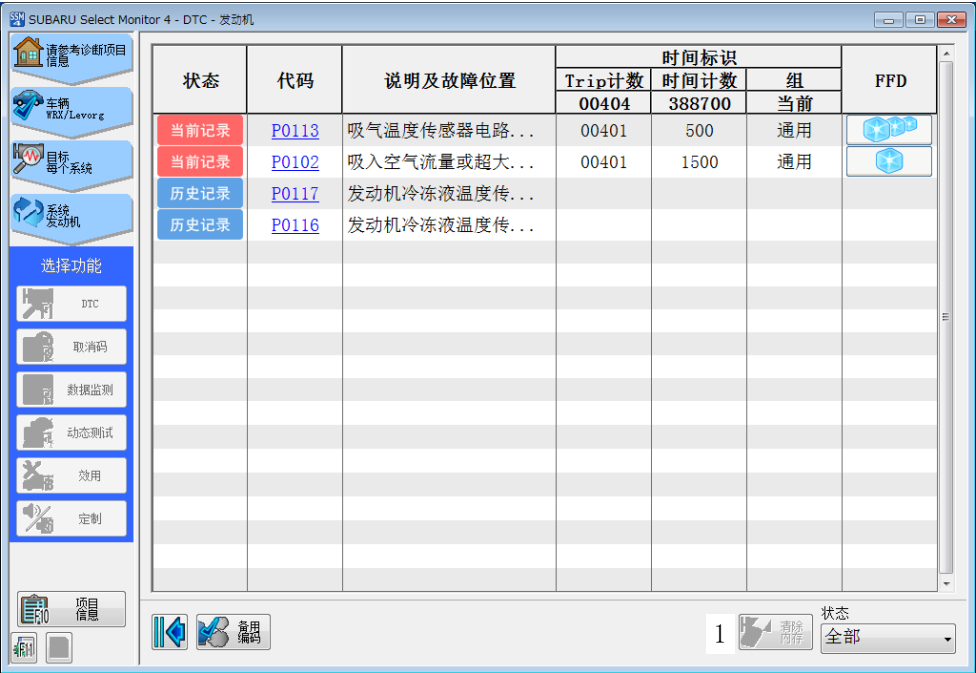 SUBARU Select Monitor 4 - DTC - 发动机
请参考诊断项目
信息
车辆
WRX/Levorg
目标
每个系统
系统
发动机
选择功能
DTC
取消码
数据监测
动态测试
效用
定制
项目
信息
F10
F11
状态 代码 说明及故障位置 时间标识 FFD
Trip计数 时间计数 组
00404 388700 当前
当前记录 P0113 吸气温度传感器电路... 00401 500 通用
当前记录 P0102 吸入空气流量或超大... 00401 1500 通用
历史记录 P0117 发动机冷冻液温度传...
历史记录 P0116 发动机冷冻液温度传...
备用
编码
1
清除
内存
状态
全部